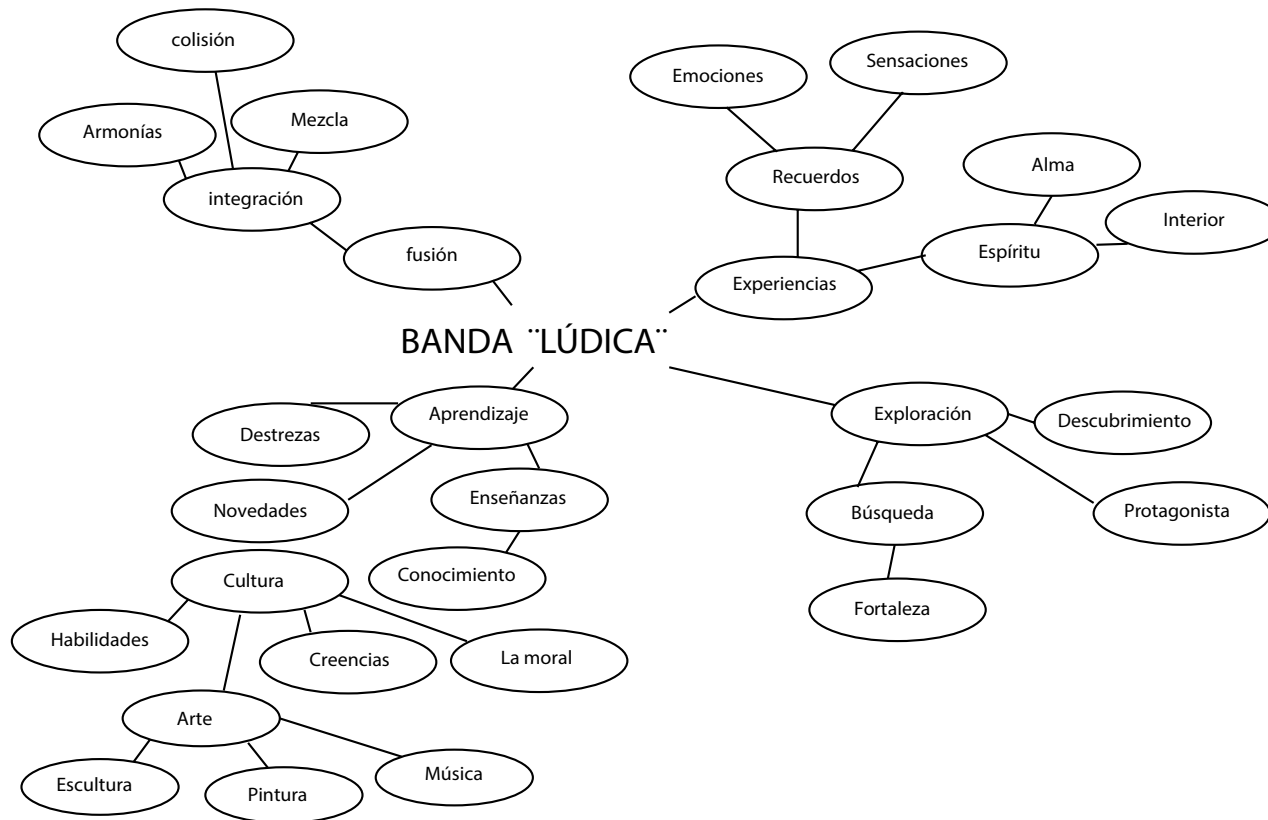 colisión
Armonías
Mezcla
integración
fusión
Emociones
Sensaciones
Recuerdos
Alma
Interior
Espíritu
Experiencias
BANDA ¨LÚDICA¨
Aprendizaje
Destrezas
Novedades
Enseñanzas
Conocimiento
Cultura
Habilidades
Creencias
La moral
Arte
Escultura
Pintura
Música
Exploración
Descubrimiento
Búsqueda
Protagonista
Fortaleza